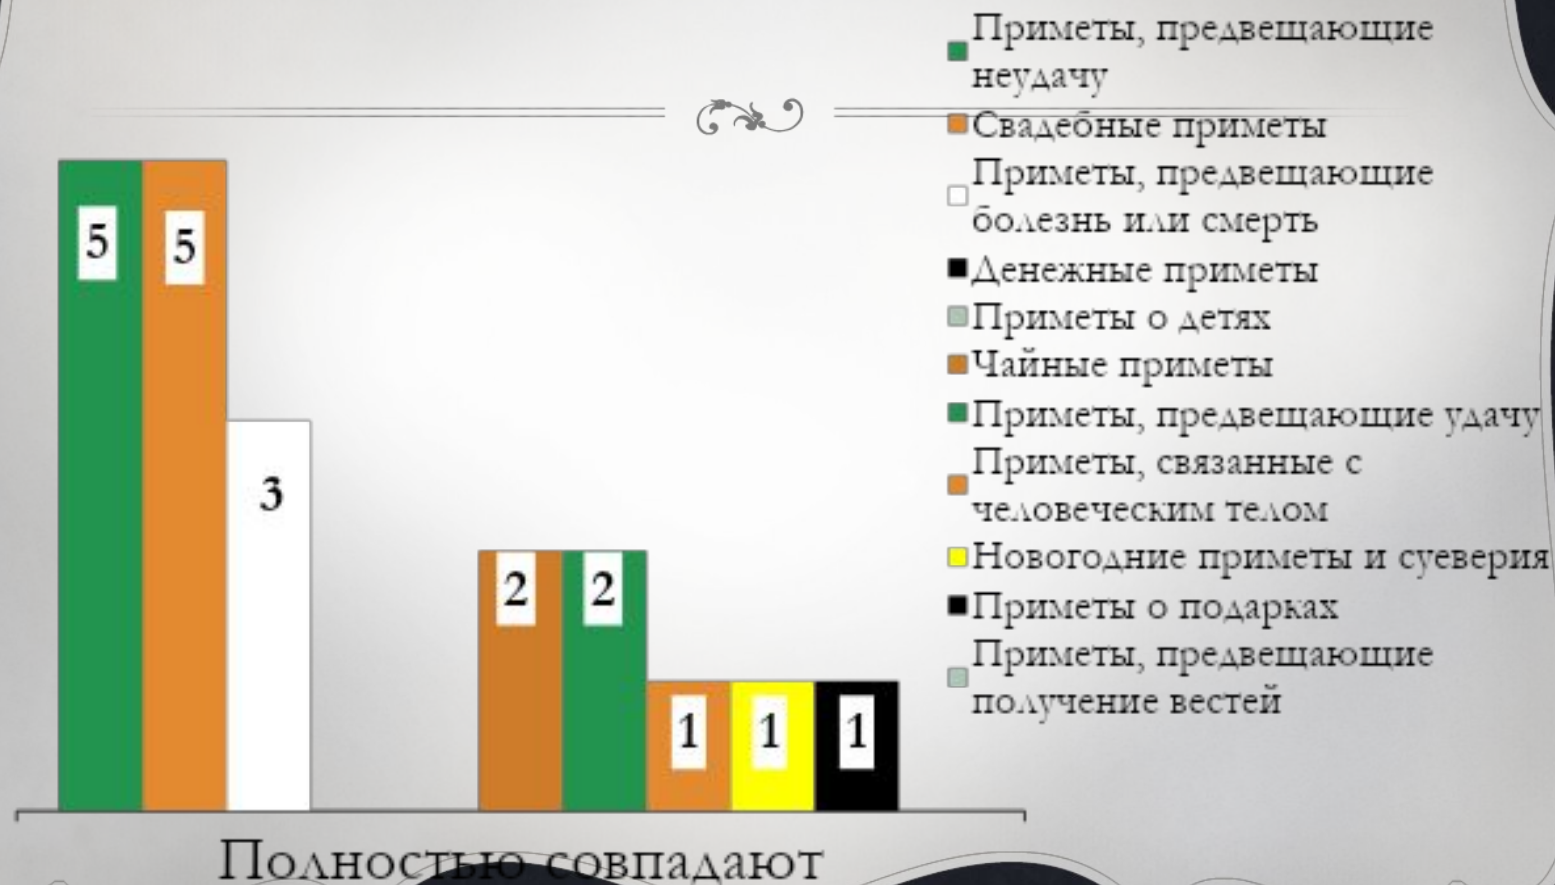 Приметы, предвещающие
неудачу
Свадебные приметы
Приметы, предвещающие
болезнь или смерть
Денежные приметы
Приметы о детях
Чайные приметы
Приметы, предвещающие удачу
Приметы, связанные с
человеческим телом
Новогодние приметы и суеверия
Приметы о подарках
Приметы, предвещающие
получение вестей
5
5
3
2
2
1
1
1
Полностью совпадают